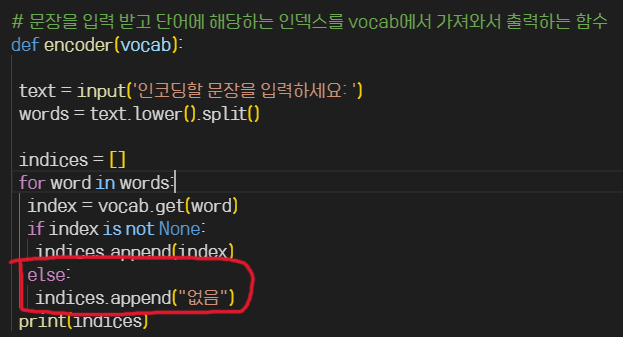 # 문장을 입력 받고 단어에 해당하는 인덱스를 vocab에서 가져와서 출력하는 함수
def encoder(vocab):
text = input('인코딩할 문장을 입력하세요: ')
words = text.lower().split()
indices = []
for word in words:
index = vocab.get(word)
if index is not None:
indices.append(index)
else:
indices.append("없음")
print(indices)